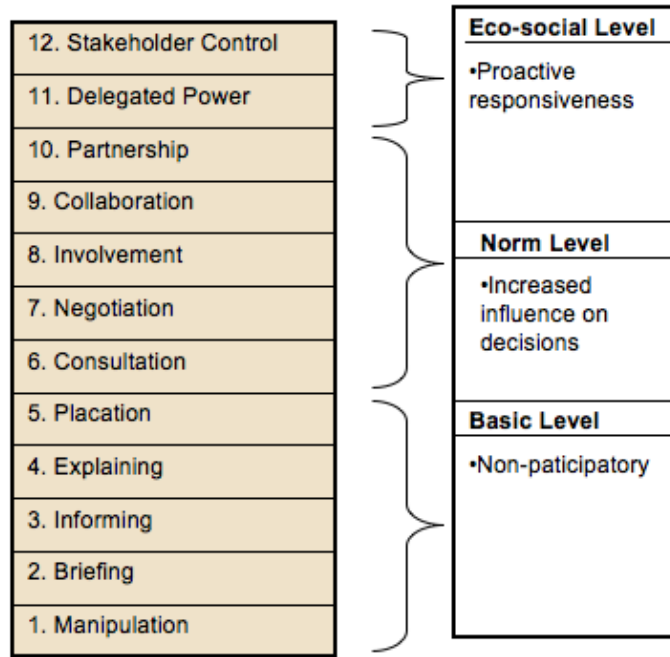 12. Stakeholder Control
11. Delegated Power
10. Partnership
9. Collaboration
8. Involvement
7. Negotiation
6. Consultation
5. Placation
4. Explaining
3. Informing
2. Briefing
1. Manipulation
Eco-social Level
•Proactive
responsiveness
Norm Level
•Increased
influence on
decisions
Basic Level
•Non-paticipatory